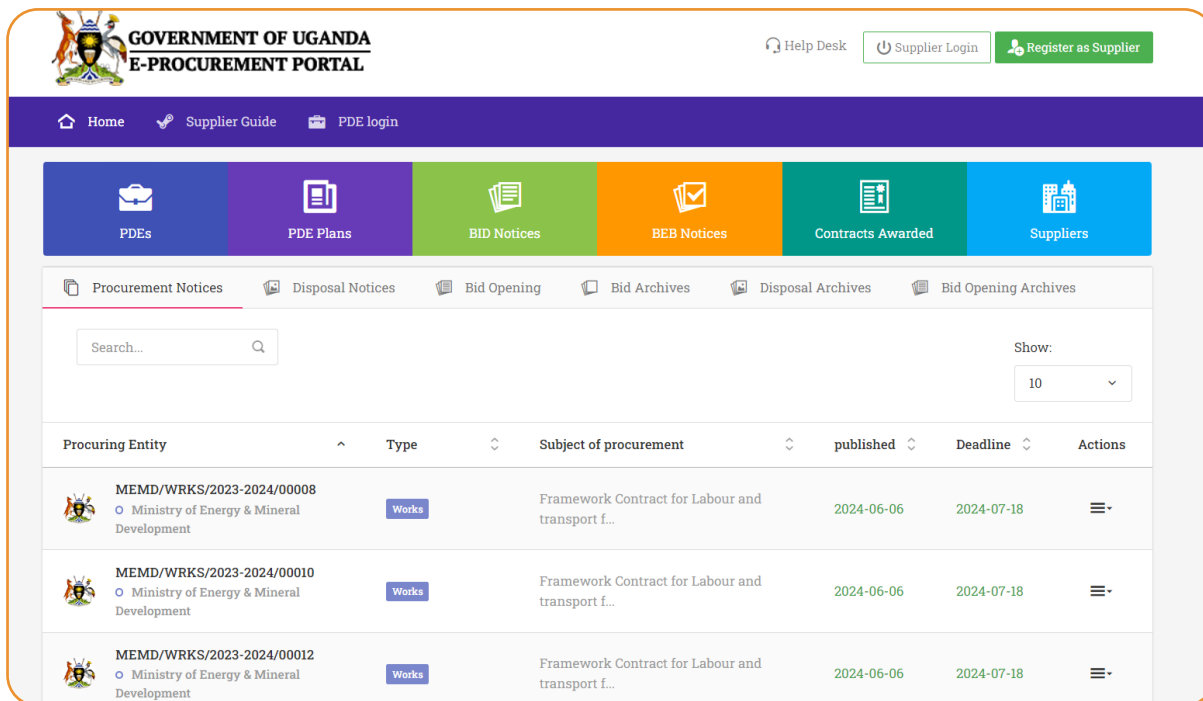 GOVERNMENT OF UGANDA
E-PROCUREMENT PORTAL
Help Desk
Supplier Login
Register as Supplier
Home
Supplier Guide
PDE login
PDEs
PDE Plans
BID Notices
BEB Notices
Contracts Awarded
Suppliers
Procurement Notices
Disposal Notices
Bid Opening
Bid Archives
Disposal Archives
Bid Opening Archives
Search...
Show:
10
Procuring Entity
Type
Subject of procurement
published
Deadline
Actions
MEMD/WRKS/2023-2024/00008
Ministry of Energy & Mineral
Development
Works
Framework Contract for Labour and
transport f...
2024-06-06
2024-07-18
MEMD/WRKS/2023-2024/00010
Ministry of Energy & Mineral
Development
Works
Framework Contract for Labour and
transport f...
2024-06-06
2024-07-18
MEMD/WRKS/2023-2024/00012
Ministry of Energy & Mineral
Development
Works
Framework Contract for Labour and
transport f...
2024-06-06
2024-07-18